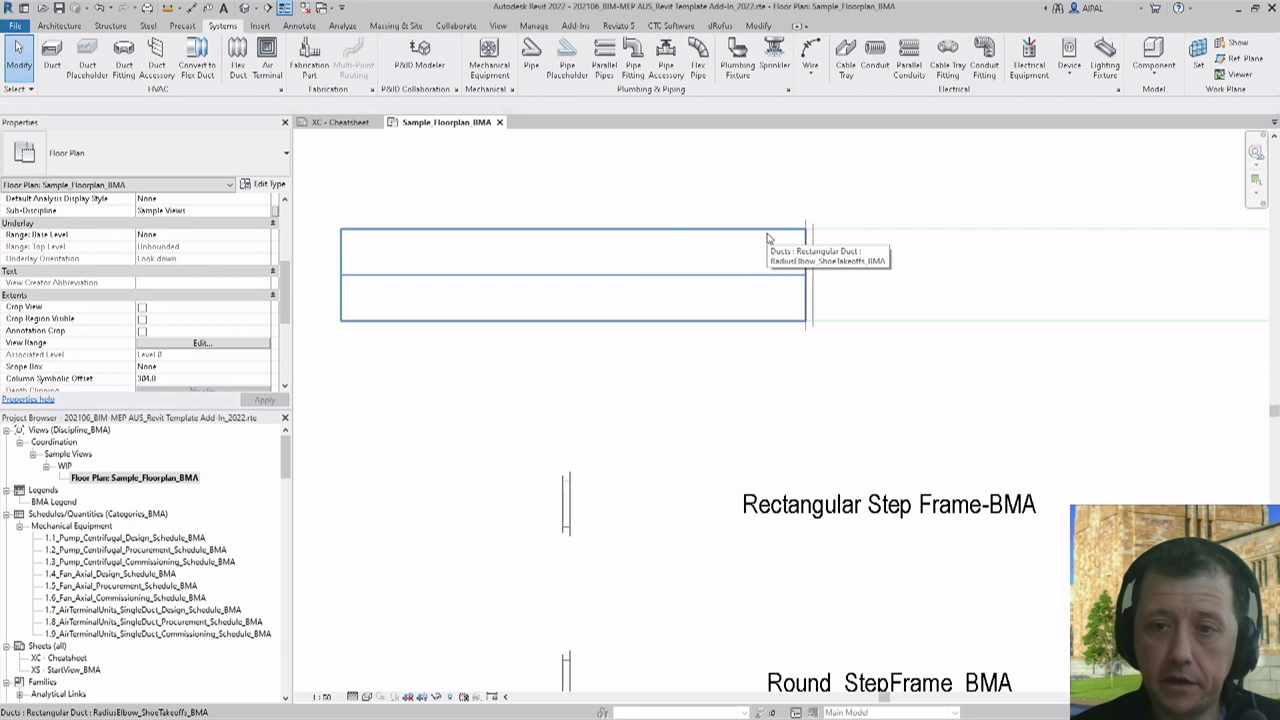 Autodesk Revit 2022 - 202106_BIM-MEP AUS_Revit Template Add-In_2022.rte - Floor Plan: Sample_Floorplan_BMA
AIPAL
File Architecture Structure Steel Precast Systems Insert Annotate Analyze Massing & Site Collaborate View Manage Add-Ins Revizto 5 CTC Software dRofus Modify
Modify
Duct
Duct Placeholder
Duct Fitting
Duct Accessory
Convert to Flex Duct
Flex Duct
Air Terminal
Fabrication Part
Multi-Point Routing
P&ID Modeler
Mechanical Equipment
Pipe
Pipe Placeholder
Parallel Pipes
Pipe Fitting
Pipe Accessory
Flex Pipe
Plumbing Fixture
Sprinkler
Wire
Cable Tray
Conduit
Parallel Conduits
Cable Tray Fitting
Conduit Fitting
Electrical Equipment
Device
Lighting Fixture
Component
Set
Show
Ref Plane
Viewer
Select HVAC Fabrication P&ID Collaboration Mechanical Plumbing & Piping Electrical Model Work Plane
Properties
XC - Cheatsheet
Sample_Floorplan_BMA
Floor Plan
Floor Plan: Sample_Floorplan_BMA Edit Type
Default Analysis Display Style None
Sub-Discipline Sample Views
Underlay
Range: Base Level None
Range: Top Level Unbounded
Underlay Orientation Look down
Text
View Creator Abbreviation
Extents
Crop View
Crop Region Visible
Annotation Crop
View Range Edit...
Associated Level Level 0
Scope Box None
Column Symbolic Offset 304.8
Properties help Apply
Project Browser - 202106_BIM-MEP AUS_Revit Template Add-In_2022.rte
Views (Discipline_BMA)
Coordination
Sample Views
WIP
Floor Plan: Sample_Floorplan_BMA
Legends
BMA Legend
Schedules/Quantities (Categories_BMA)
Mechanical Equipment
1.1_Pump_Centrifugal_Design_Schedule_BMA
1.2_Pump_Centrifugal_Procurement_Schedule_BMA
1.3_Pump_Centrifugal_Commissioning_Schedule_BMA
1.4_Fan_Axial_Design_Schedule_BMA
1.5_Fan_Axial_Procurement_Schedule_BMA
1.6_Fan_Axial_Commissioning_Schedule_BMA
1.7_AirTerminalUnits_SingleDuct_Design_Schedule_BMA
1.8_AirTerminalUnits_SingleDuct_Procurement_Schedule_BMA
1.9_AirTerminalUnits_SingleDuct_Commissioning_Schedule_BMA
Sheets (all)
XC - Cheatsheet
XS - StartView_BMA
Families
Analytical Links
Ducts : Rectangular Duct :
RadiusElbow_ShoeTakeoffs_BMA
Rectangular Step Frame-BMA
Round_StepFrame_BMA
1:50
Ducts : Rectangular Duct : RadiusElbow_ShoeTakeoffs_BMA
:0
Main Model